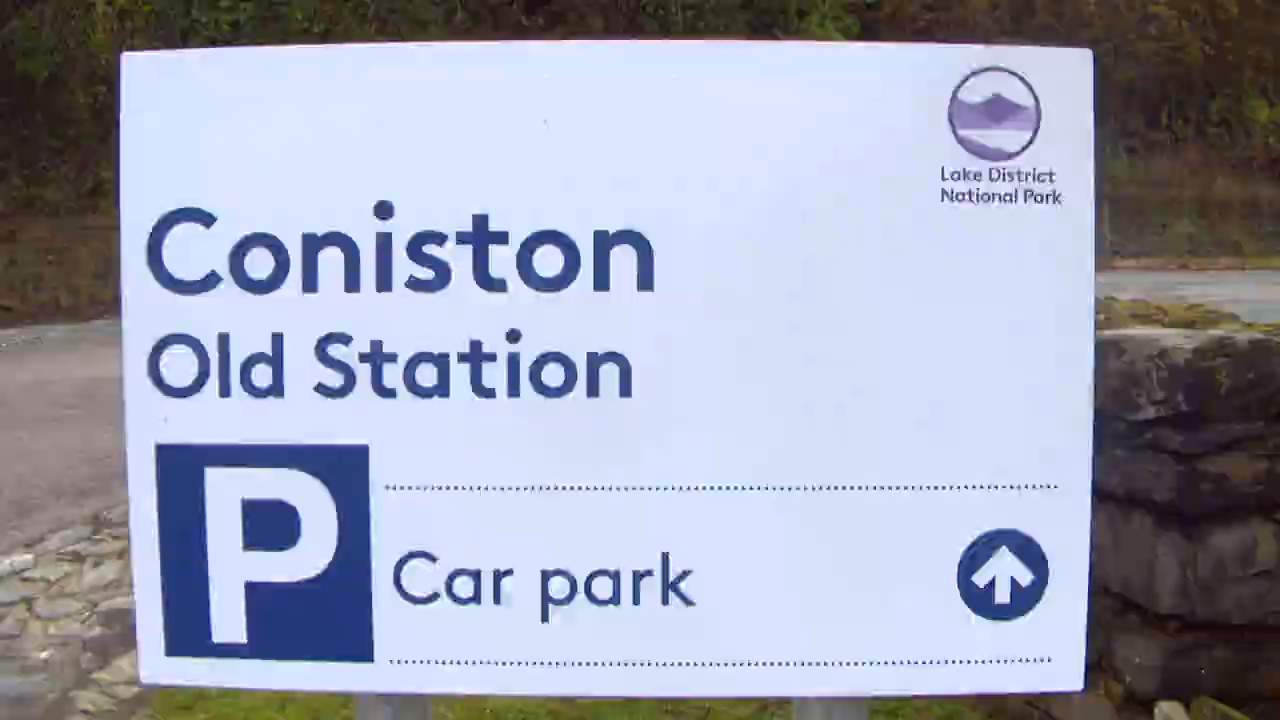 Lake District
National Park
Coniston
Old Station
P
Car park